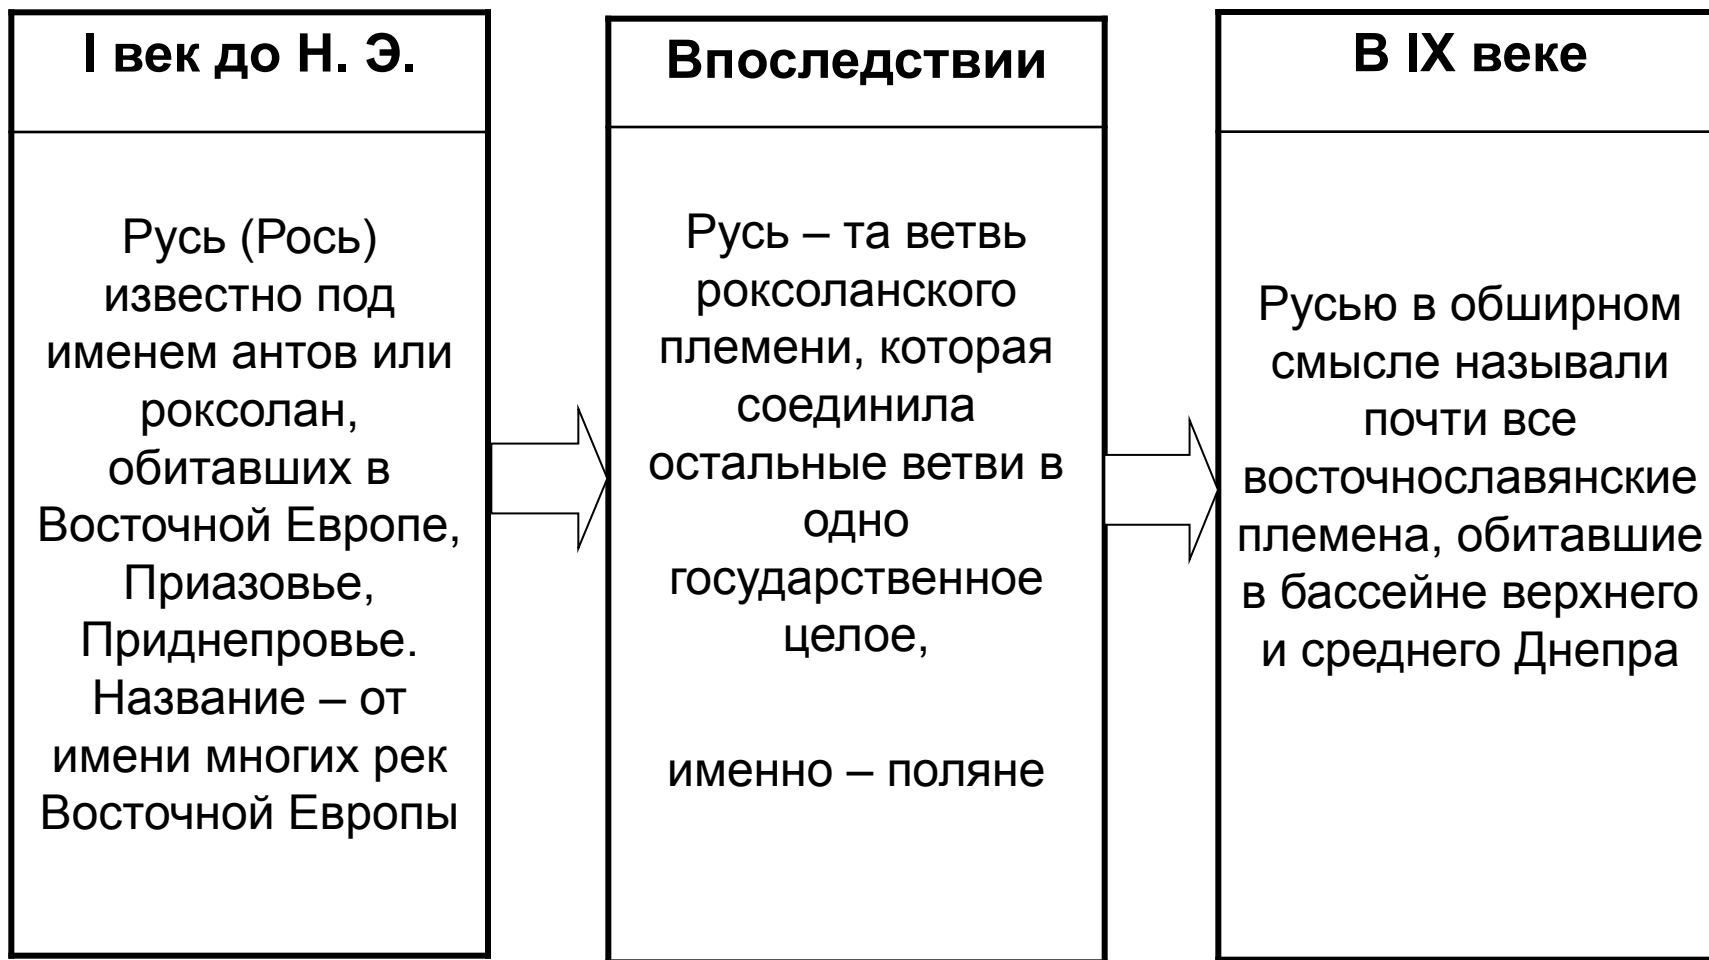 I век до Н. Э.
Русь (Рось)
известно под
именем антов или
роксолан,
обитавших в
Восточной Европе,
Приазовье,
Приднепровье.
Название – от
имени многих рек
Восточной Европы
Впоследствии
Русь – та ветвь
роксоланского
племени, которая
соединила
остальные ветви в
одно
государственное
целое,
именно – поляне
В IX веке
Русью в обширном
смысле называли
почти все
восточнославянские
племена, обитавшие
в бассейне верхнего
и среднего Днепра